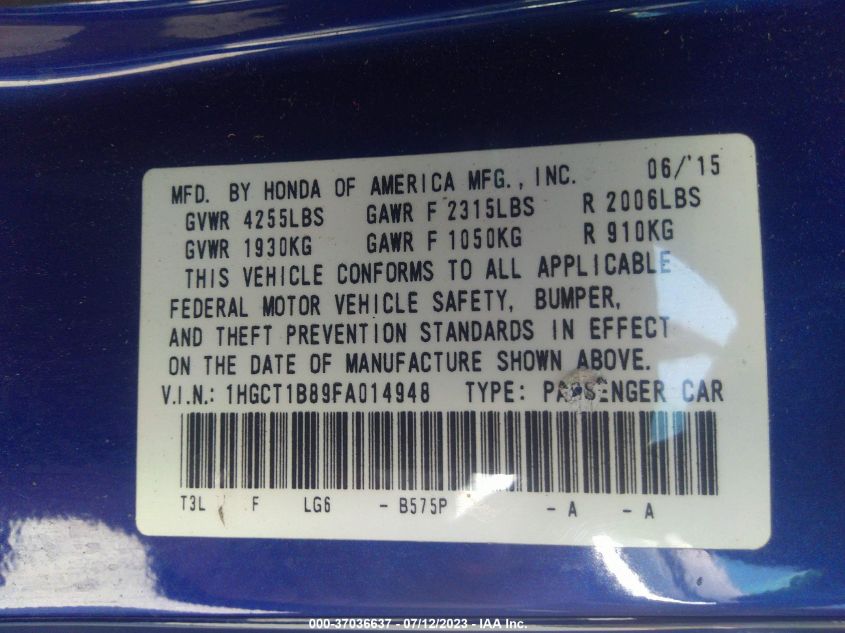 MFD. BY HONDA OF AMERICA MFG., INC. 06/'15
GVWR 4255LBS GAWR F 2315LBS R 2006LBS
GVWR 1930KG GAWR F 1050KG R 910KG
THIS VEHICLE CONFORMS TO ALL APPLICABLE
FEDERAL MOTOR VEHICLE SAFETY, BUMPER,
AND THEFT PREVENTION STANDARDS IN EFFECT
ON THE DATE OF MANUFACTURE SHOWN ABOVE.
V.I.N.: 1HGCT1B89FA014948 TYPE: PASSENGER CAR
T3L F LG6 - B575P - A - A
000-37036637 - 07/12/2023 - IAA Inc.